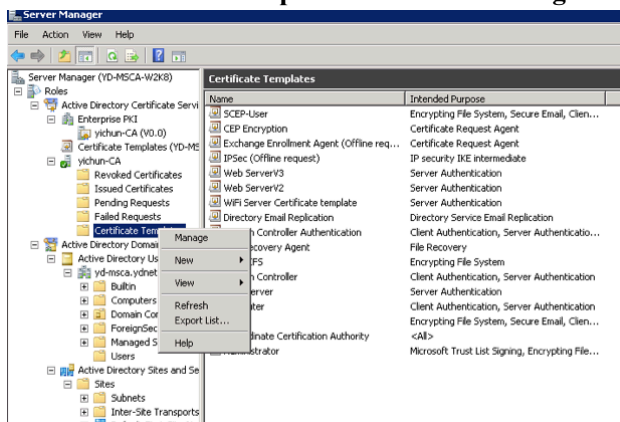 Server Manager
File Action View Help
Server Manager (YD-MSCA-W2K8)
Roles
Active Directory Certificate Servi
Enterprise PKI
yichun-CA (V0.0)
Certificate Templates (YD-MS
yichun-CA
Revoked Certificates
Issued Certificates
Pending Requests
Failed Requests
Certificate Tem
Active Directory Domain
Active Directory Us
yd-msca.ydnet
Builtin
Computers
Domain Cor
ForeignSec
Managed S
Users
Active Directory Sites and Se
Sites
Subnets
Inter-Site Transports
Manage
New
View
Refresh
Export List...
Help
Certificate Templates
Name Intended Purpose
SCEP-User Encrypting File System, Secure Email, Clien...
CEP Encryption Certificate Request Agent
Exchange Enrollment Agent (Offline req... Certificate Request Agent
IPSec (Offline request) IP security IKE intermediate
Web ServerV3 Server Authentication
Web ServerV2 Server Authentication
WiFi Server Certificate template Server Authentication
Directory Email Replication Directory Service Email Replication
n Controller Authentication Client Authentication, Server Authenticatio...
ecovery Agent File Recovery
EFS Encrypting File System
n Controller Client Authentication, Server Authentication
erver Server Authentication
ter Client Authentication, Server Authentication
Encrypting File System, Secure Email, Clien...
dinate Certification Authority <All>
istrator Microsoft Trust List Signing, Encrypting File...